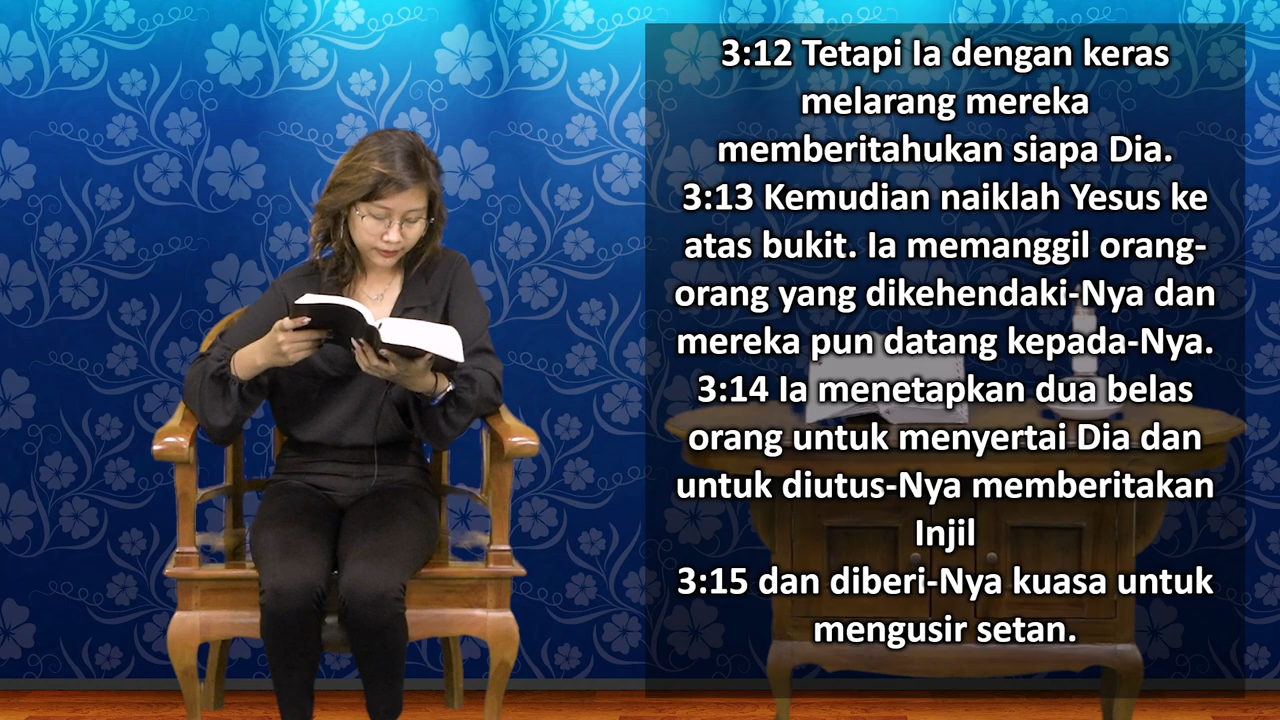 3:12 Tetapi Ia dengan keras
melarang mereka
memberitahukan siapa Dia.
3:13 Kemudian naiklah Yesus ke
atas bukit. Ia memanggil orang-
orang yang dikehendaki-Nya dan
mereka pun datang kepada-Nya.
3:14 Ia menetapkan dua belas
orang untuk menyertai Dia dan
untuk diutus-Nya memberitakan
Injil
3:15 dan diberi-Nya kuasa untuk
mengusir setan.